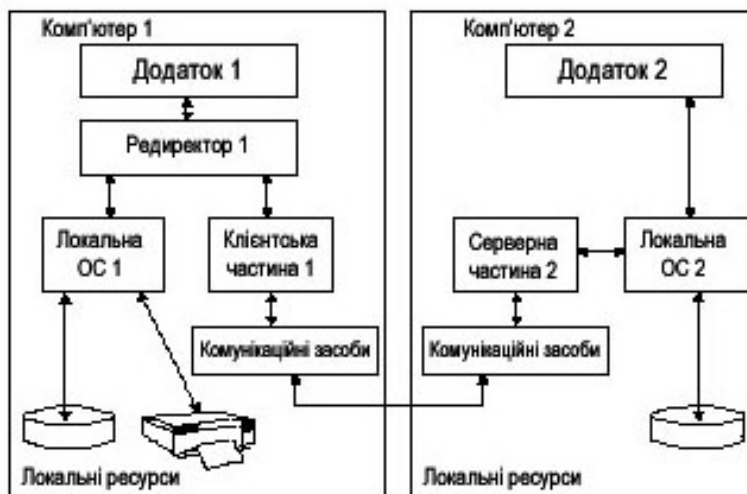 Комп'ютер 1
Додаток 1
Редиректор 1
Локальна
ОС 1
Клієнтська
частина 1
Комунікаційні засоби
Локальні ресурси
Комп'ютер 2
Додаток 2
Серверна
частина 2
Локальна
ОС 2
Комунікаційні засоби
Локальні ресурси